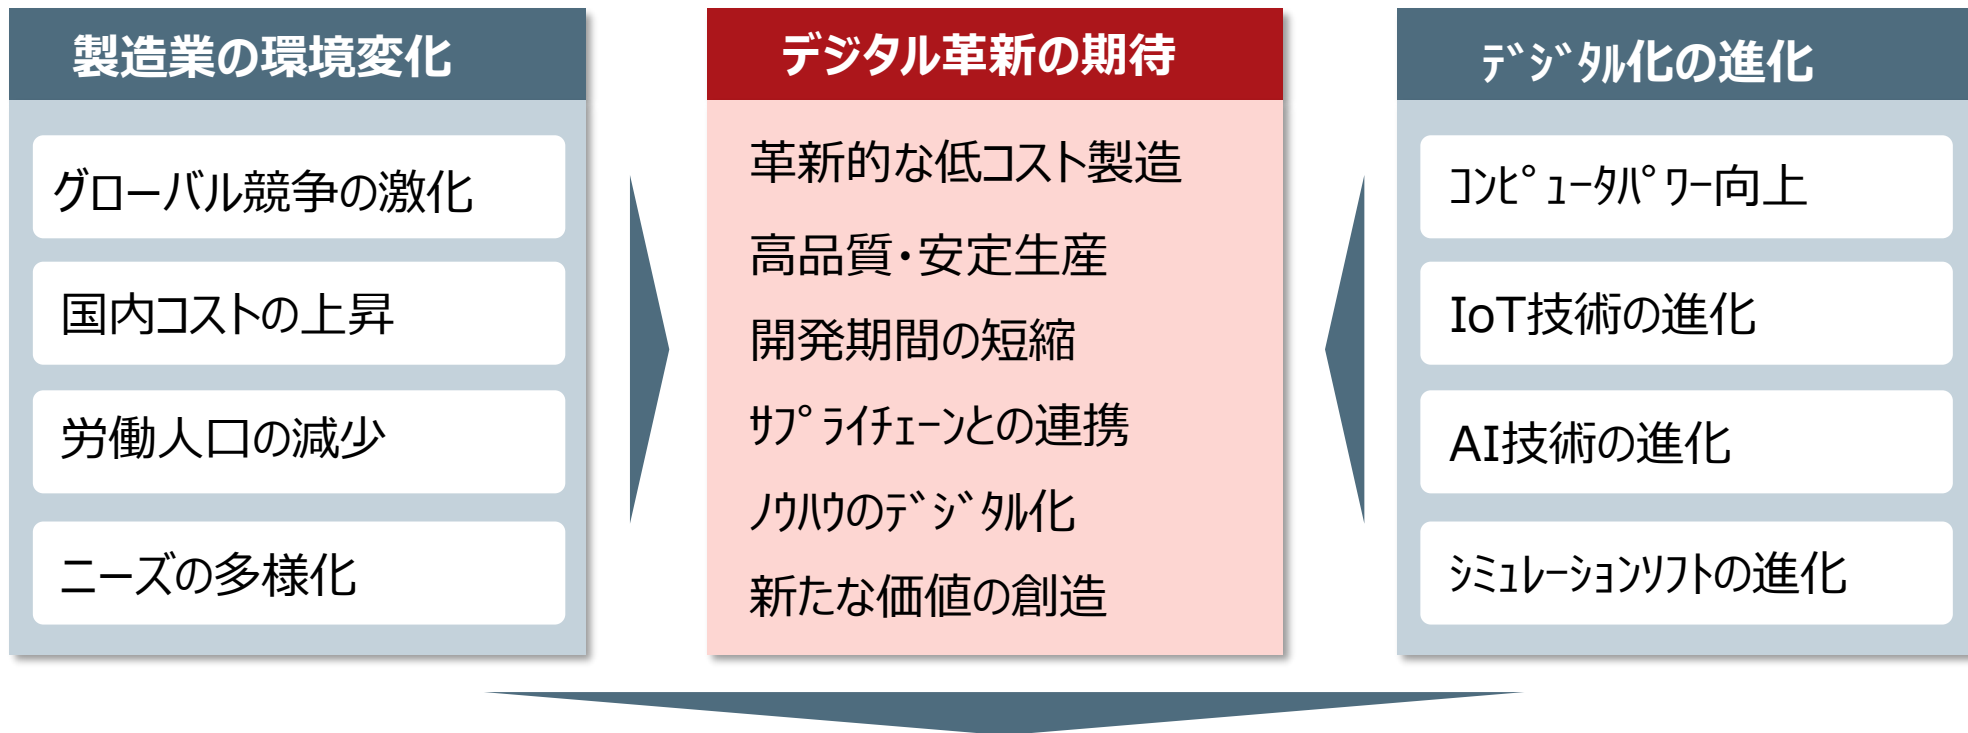 製造業の環境変化
グローバル競争の激化
国内コストの上昇
労働人口の減少
ニーズの多様化
デジタル革新の期待
革新的な低コスト製造
高品質・安定生産
開発期間の短縮
ｻﾌﾟﾗｲﾁｪｰﾝとの連携
ﾉｳﾊｳのﾃﾞｼﾞﾀﾙ化
新たな価値の創造
ﾃﾞｼﾞﾀﾙ化の進化
ｺﾝﾋﾟｭｰﾀﾊﾟﾜｰ向上
IoT技術の進化
AI技術の進化
ｼﾐｭﾚｰｼｮﾝｿﾌﾄの進化